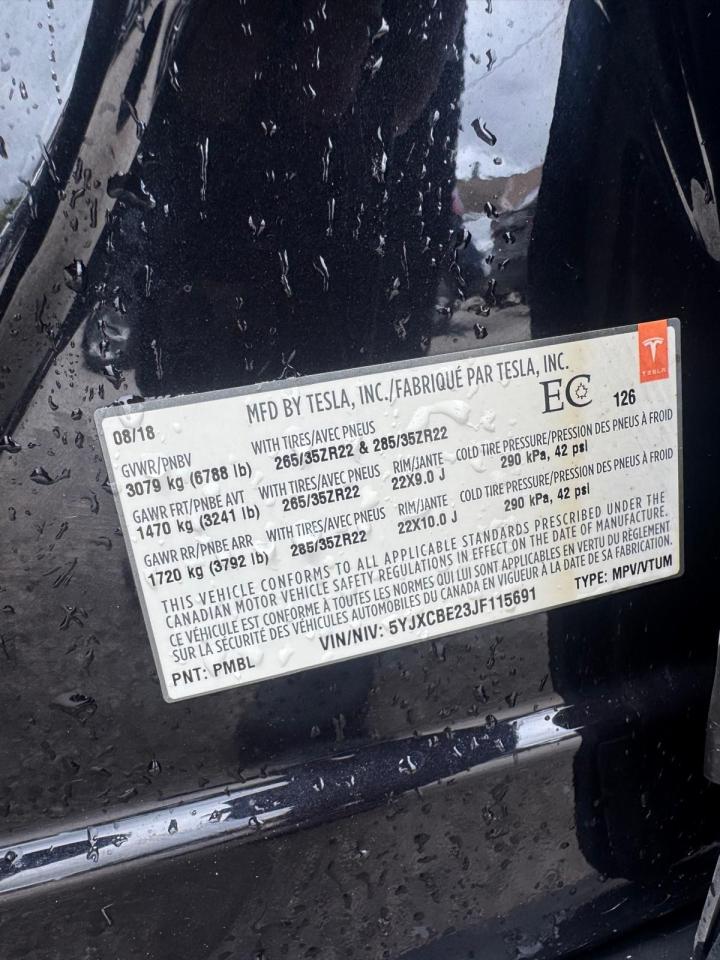 MFD BY TESLA, INC./FABRIQUÉ PAR TESLA, INC.
TESLA
08/18
EC
126
GVWR/PNBV WITH TIRES/AVEC PNEUS
3079 kg (6788 lb) 265/35ZR22 & 285/35ZR22
GAWR FRT/PNBE AVT WITH TIRES/AVEC PNEUS RIM/JANTE COLD TIRE PRESSURE/PRESSION DES PNEUS À FROID
1470 kg (3241 lb) 265/35ZR22 22X9.0 J 290 kPa, 42 psi
GAWR RR/PNBE ARR WITH TIRES/AVEC PNEUS RIM/JANTE COLD TIRE PRESSURE/PRESSION DES PNEUS À FROID
1720 kg (3792 lb) 285/35ZR22 22X10.0 J 290 kPa, 42 psi
THIS VEHICLE CONFORMS TO ALL APPLICABLE STANDARDS PRESCRIBED UNDER THE
CANADIAN MOTOR VEHICLE SAFETY REGULATIONS IN EFFECT ON THE DATE OF MANUFACTURE.
CE VÉHICULE EST CONFORME À TOUTES LES NORMES QUI LUI SONT APPLICABLES EN VERTU DU RÈGLEMENT
SUR LA SÉCURITÉ DES VÉHICULES AUTOMOBILES DU CANADA EN VIGUEUR À LA DATE DE SA FABRICATION.
PNT: PMBL VIN/NIV: 5YJXCBE23JF115691 TYPE: MPV/VTUM